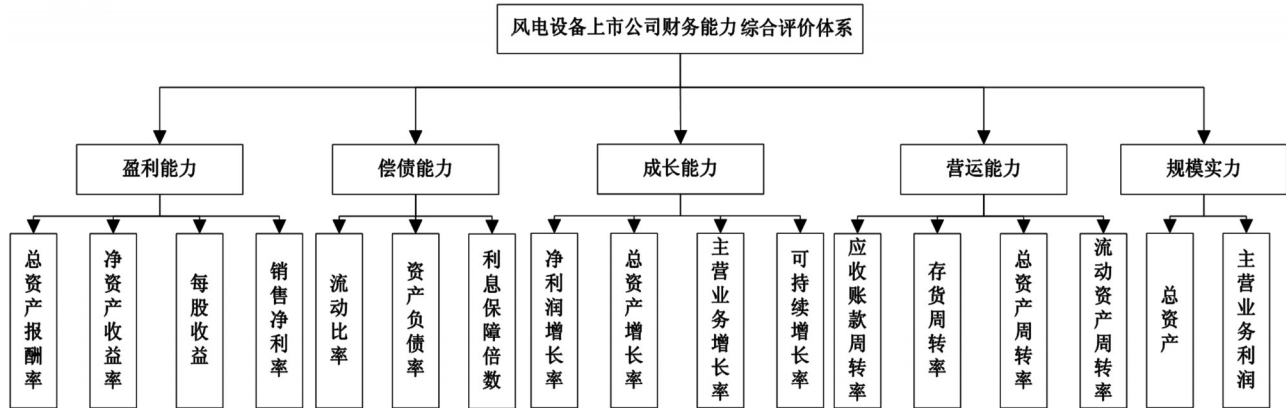 风电设备上市公司财务能力综合评价体系
盈利能力
偿债能力
成长能力
营运能力
规模实力
总资产报酬率
净资产收益率
每股收益
销售净利率
流动比率
资产负债率
利息保障倍数
净利润增长率
总资产增长率
主营业务增长率
可持续增长率
应收账款周转率
存货周转率
总资产周转率
流动资产周转率
总资产
主营业务利润